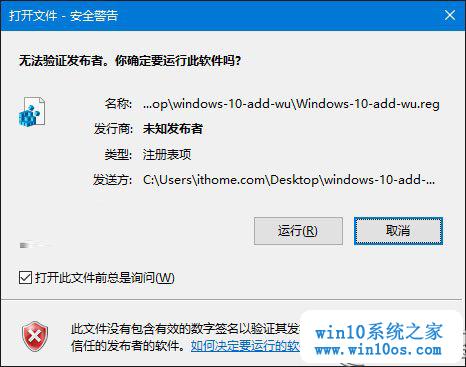 打开文件 - 安全警告
无法验证发布者。你确定要运行此软件吗?
名称: ...op\windows-10-add-wu\Windows-10-add-wu.reg
发行商: 未知发布者
类型: 注册表项
发送方: C:\Users\ithome.com\Desktop\windows-10-add-...
运行(R)
取消
打开此文件前总是询问(W)
此文件没有包含有效的数字签名以验证其发
信任的发布者的软件。如何决定要运行的软
win10系统之家
www.win10os.com